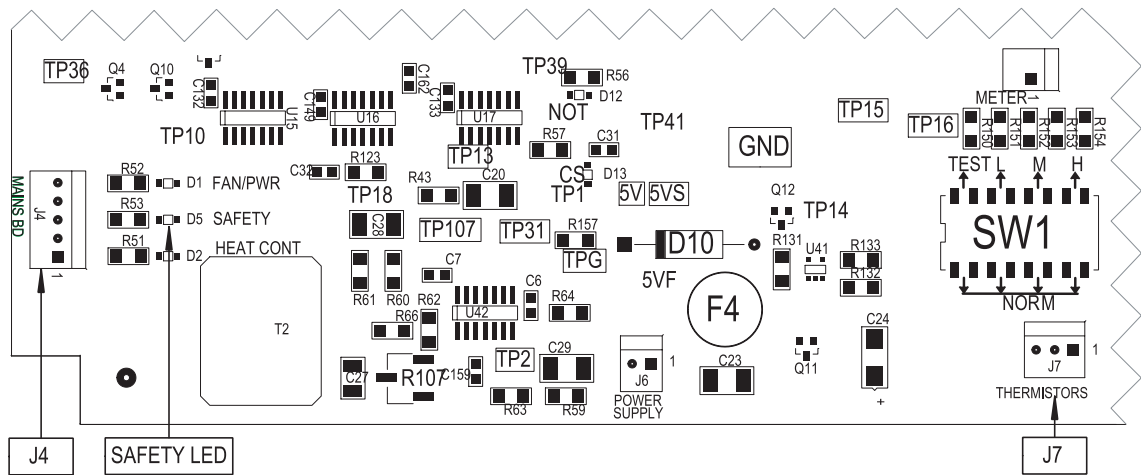 TP36
Q4
Q10
C132
C149
C162
C133
TP39
R56
D12
NOT
U15
U16
U17
TP10
TP41
TP15
TP16
METER
1
R150
R151
R152
R153
R154
GND
R57
C31
TP13
R52
D1 FAN/PWR
C32
R123
TP18
R43
C20
CS
D13
TP1
5V
5VS
TEST L M H
MAINS BD
J4
1
R53
D5 SAFETY
C28
TP107
TP31
R157
TPG
D10
5VF
Q12
TP14
SW1
R51
D2
HEAT CONT
R131
U41
R133
R132
NORM
R61
R60
C7
R62
R66
U42
C6
R64
F4
T2
C24
+
Q11
TP2
C29
C27
R107
C159
R63
R59
J6
1
POWER
SUPPLY
C23
J7
1
THERMISTORS
J4
SAFETY LED
J7